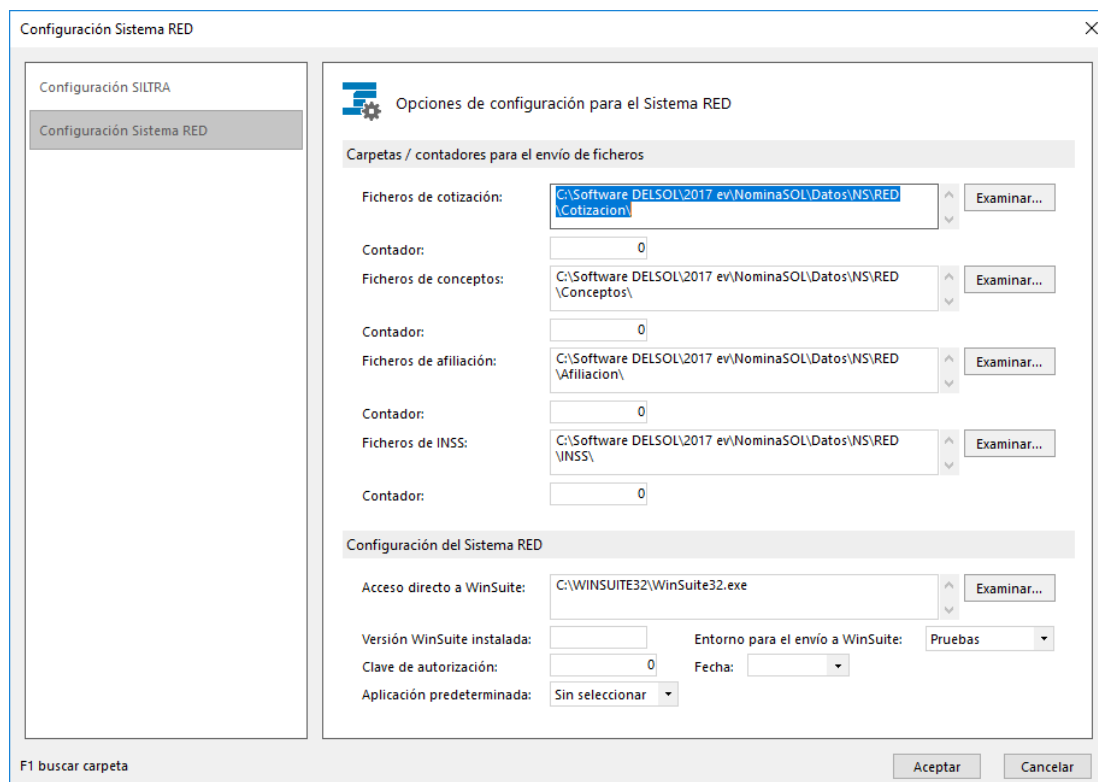 Configuración Sistema RED
Configuración SILTRA
Configuración Sistema RED
Opciones de configuración para el Sistema RED
Carpetas / contadores para el envío de ficheros
Ficheros de cotización:
C:\Software DELSOL\2017 ev\NominaSOL\Datos\NS\RED
\Cotizacion\
Examinar...
Contador:
0
Ficheros de conceptos:
C:\Software DELSOL\2017 ev\NominaSOL\Datos\NS\RED
\Conceptos\
Examinar...
Contador:
0
Ficheros de afiliación:
C:\Software DELSOL\2017 ev\NominaSOL\Datos\NS\RED
\Afiliacion\
Examinar...
Contador:
0
Ficheros de INSS:
C:\Software DELSOL\2017 ev\NominaSOL\Datos\NS\RED
\INSS\
Examinar...
Contador:
0
Configuración del Sistema RED
Acceso directo a WinSuite:
C:\WINSUITE32\WinSuite32.exe
Examinar...
Versión WinSuite instalada:
Entorno para el envío a WinSuite:
Pruebas
Clave de autorización:
0
Fecha:
Aplicación predeterminada:
Sin seleccionar
F1 buscar carpeta
Aceptar
Cancelar